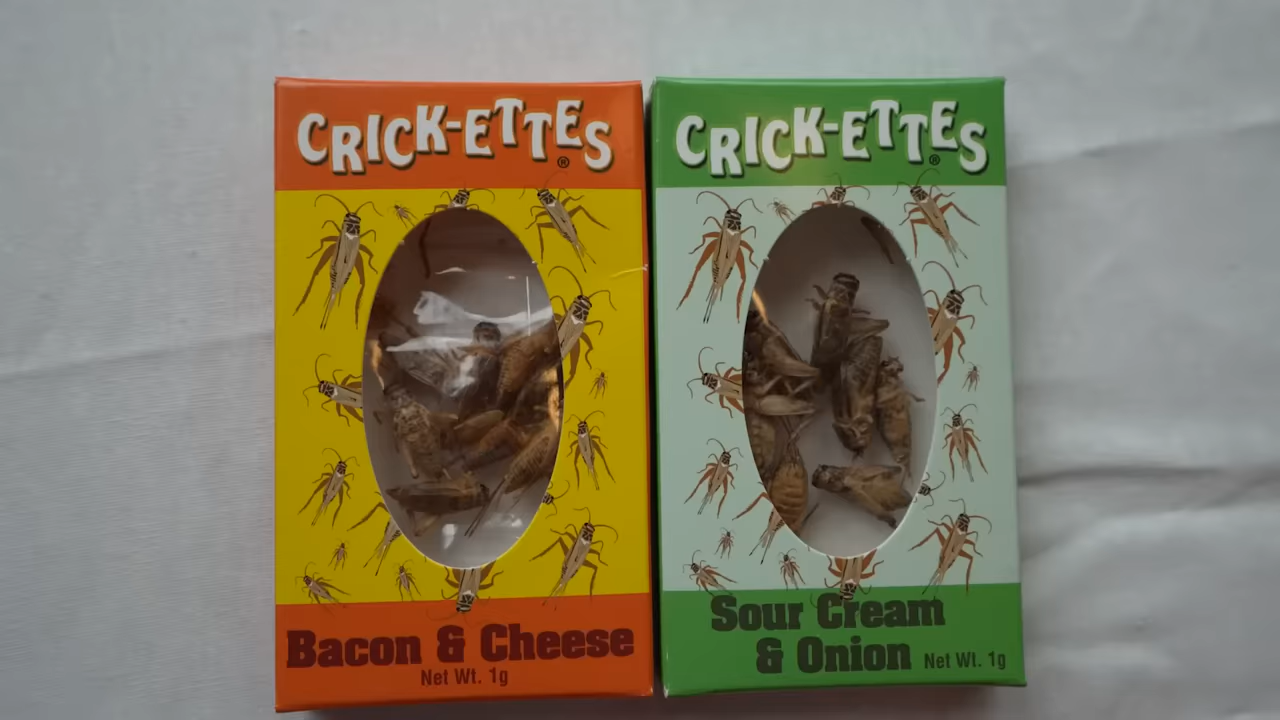 CRICK-ETTES®
Bacon & Cheese
Net Wt. 1g
CRICK-ETTES®
Sour Cream
& Onion Net Wt. 1g